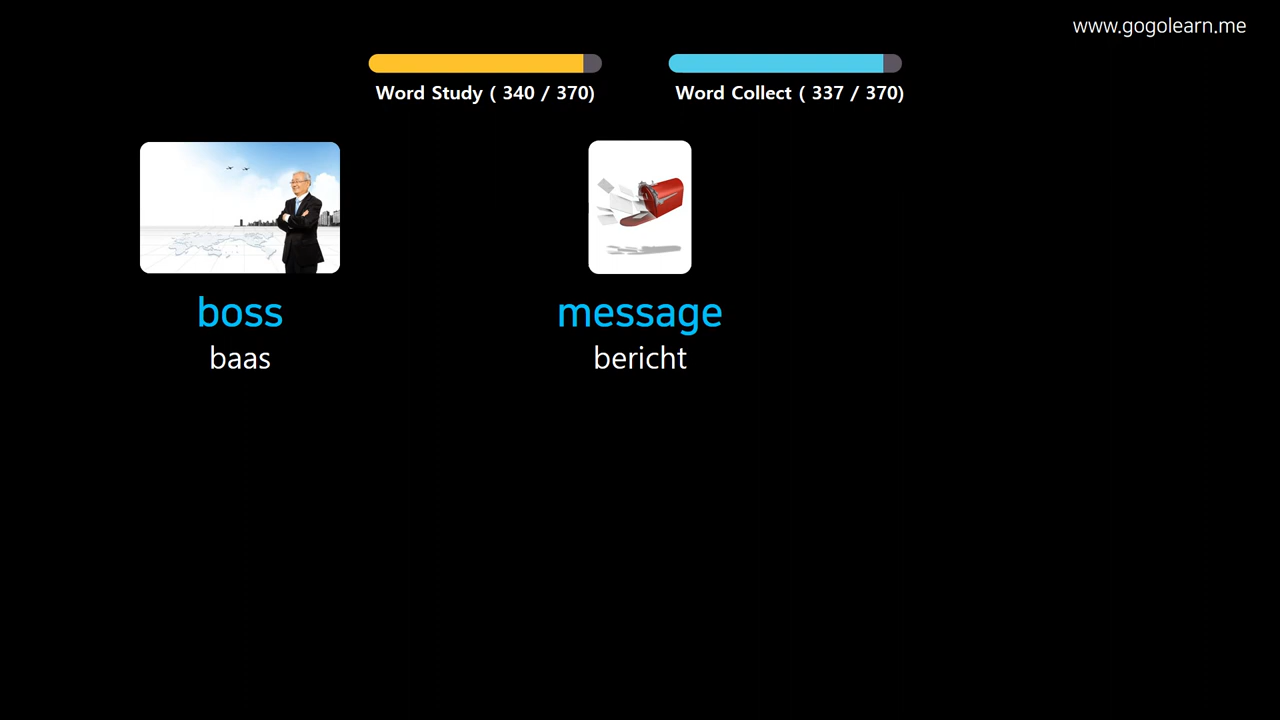 www.gogolearn.me
Word Study ( 340 / 370)
Word Collect ( 337 / 370)
boss
baas
message
bericht